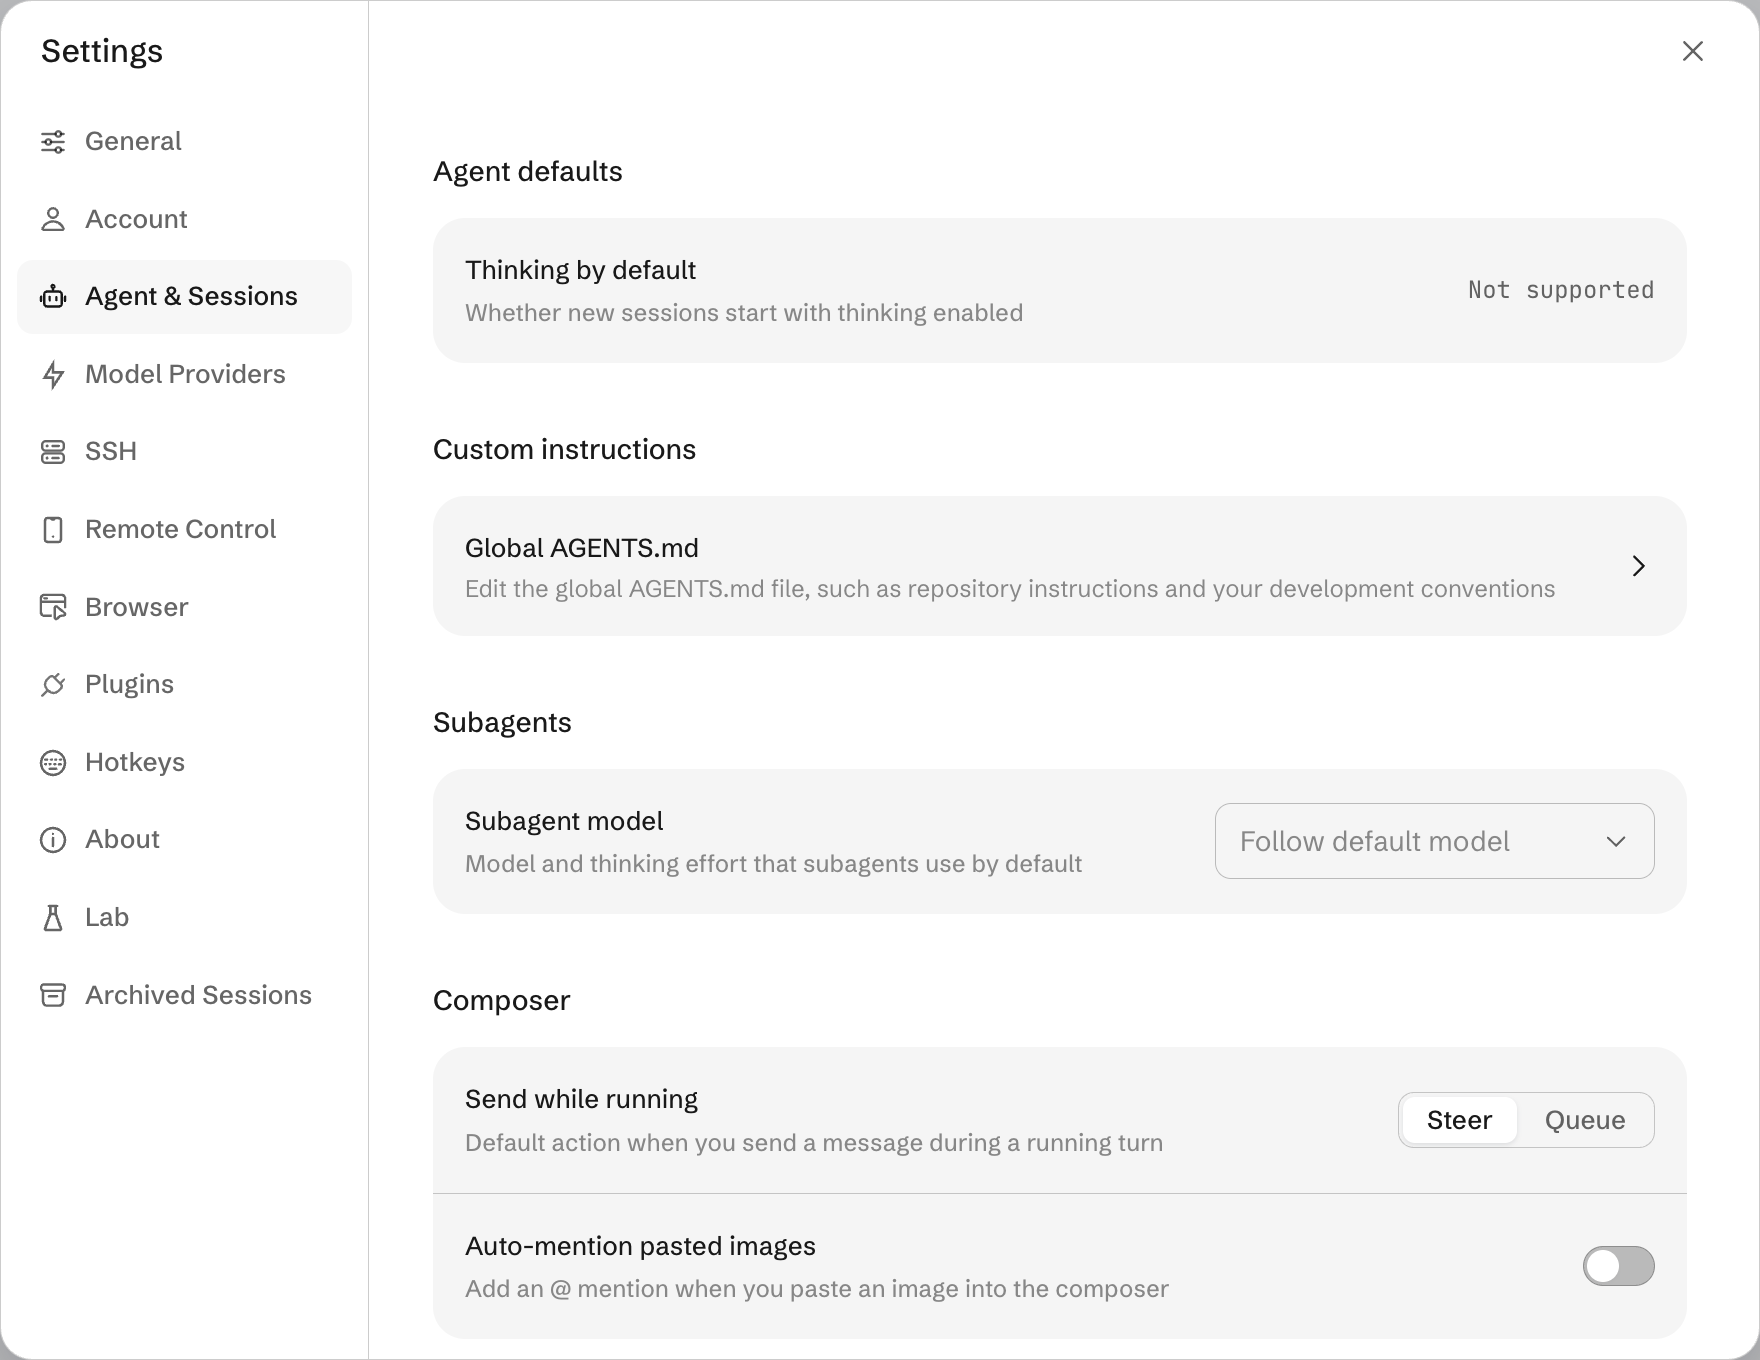 Settings
General
Account
Agent & Sessions
Model Providers
SSH
Remote Control
Browser
Plugins
Hotkeys
About
Lab
Archived Sessions
Agent defaults
Thinking by default
Whether new sessions start with thinking enabled
Not supported
Custom instructions
Global AGENTS.md
Edit the global AGENTS.md file, such as repository instructions and your development conventions
Subagents
Subagent model
Model and thinking effort that subagents use by default
Follow default model
Composer
Send while running
Default action when you send a message during a running turn
Steer
Queue
Auto-mention pasted images
Add an @ mention when you paste an image into the composer